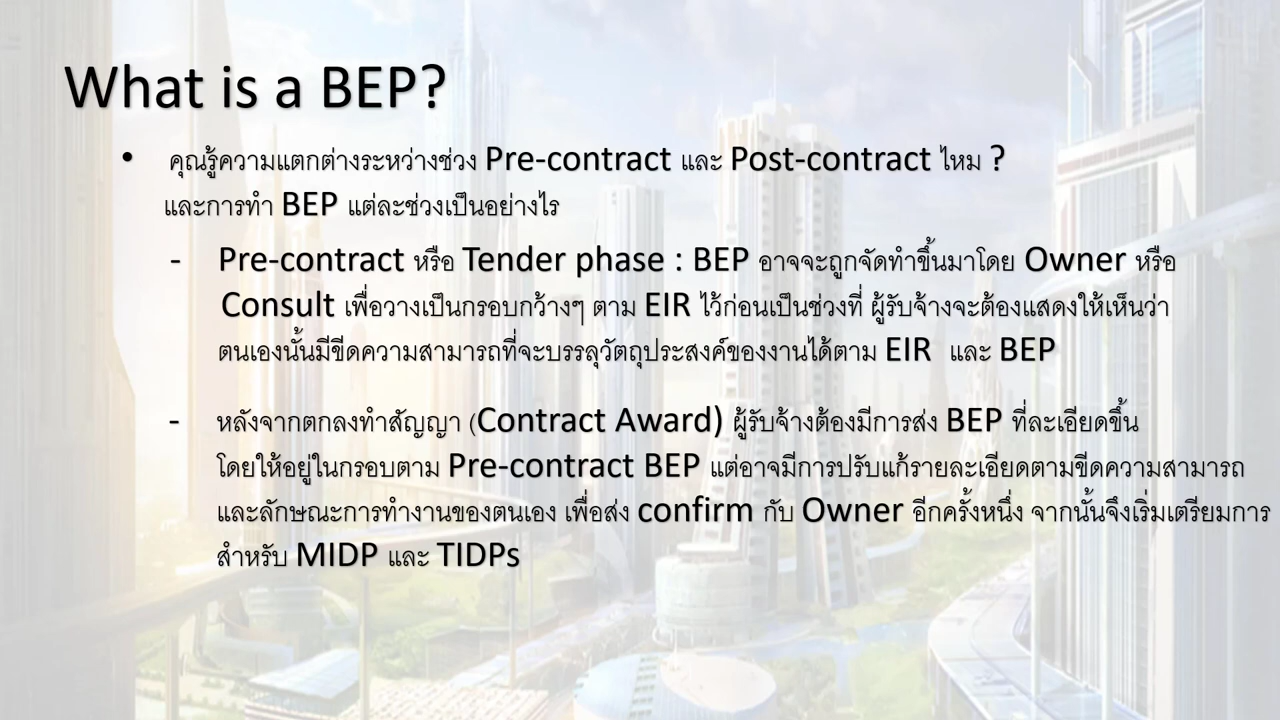 What is a BEP?
• คุณรู้ความแตกต่างระหว่างช่วง Pre-contract และ Post-contract ไหม ?
และการทำ BEP แต่ละช่วงเป็นอย่างไร
- Pre-contract หรือ Tender phase : BEP อาจจะถูกจัดทำขึ้นมาโดย Owner หรือ
Consult เพื่อวางเป็นกรอบกว้างๆ ตาม EIR ไว้ก่อนเป็นช่วงที่ ผู้รับจ้างจะต้องแสดงให้เห็นว่า
ตนเองนั้นมีขีดความสามารถที่จะบรรลุวัตถุประสงค์ของงานได้ตาม EIR และ BEP
- หลังจากตกลงทำสัญญา (Contract Award) ผู้รับจ้างต้องมีการส่ง BEP ที่ละเอียดขึ้น
โดยให้อยู่ในกรอบตาม Pre-contract BEP แต่อาจมีการปรับแก้รายละเอียดตามขีดความสามารถ
และลักษณะการทำงานของตนเอง เพื่อส่ง confirm กับ Owner อีกครั้งหนึ่ง จากนั้นจึงเริ่มเตรียมการ
สำหรับ MIDP และ TIDPs